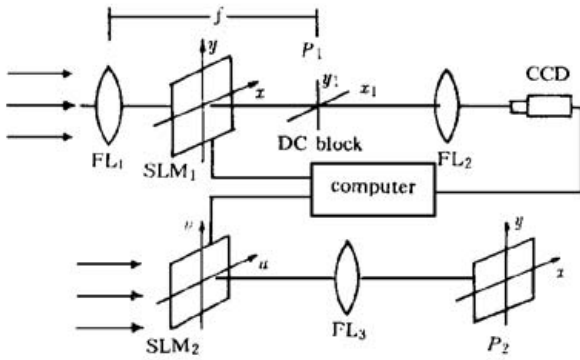 f
P1
y
x
y1
x1
CCD
FL1
SLM1
DC block
FL2
computer
υ
u
y
x
SLM2
FL3
P2